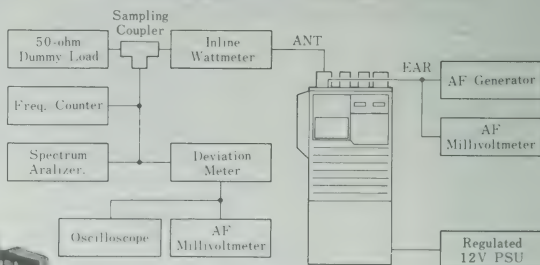 Sampling
Coupler
50-ohm
Dummy Load
Inline
Wattmeter
ANT
EAR
AF Generator
Freq. Counter
AF
Millivoltmeter
Spectrum
Aralizer.
Deviation
Meter
Oscilloscope
AF
Millivoltmeter
Regulated
12V PSU